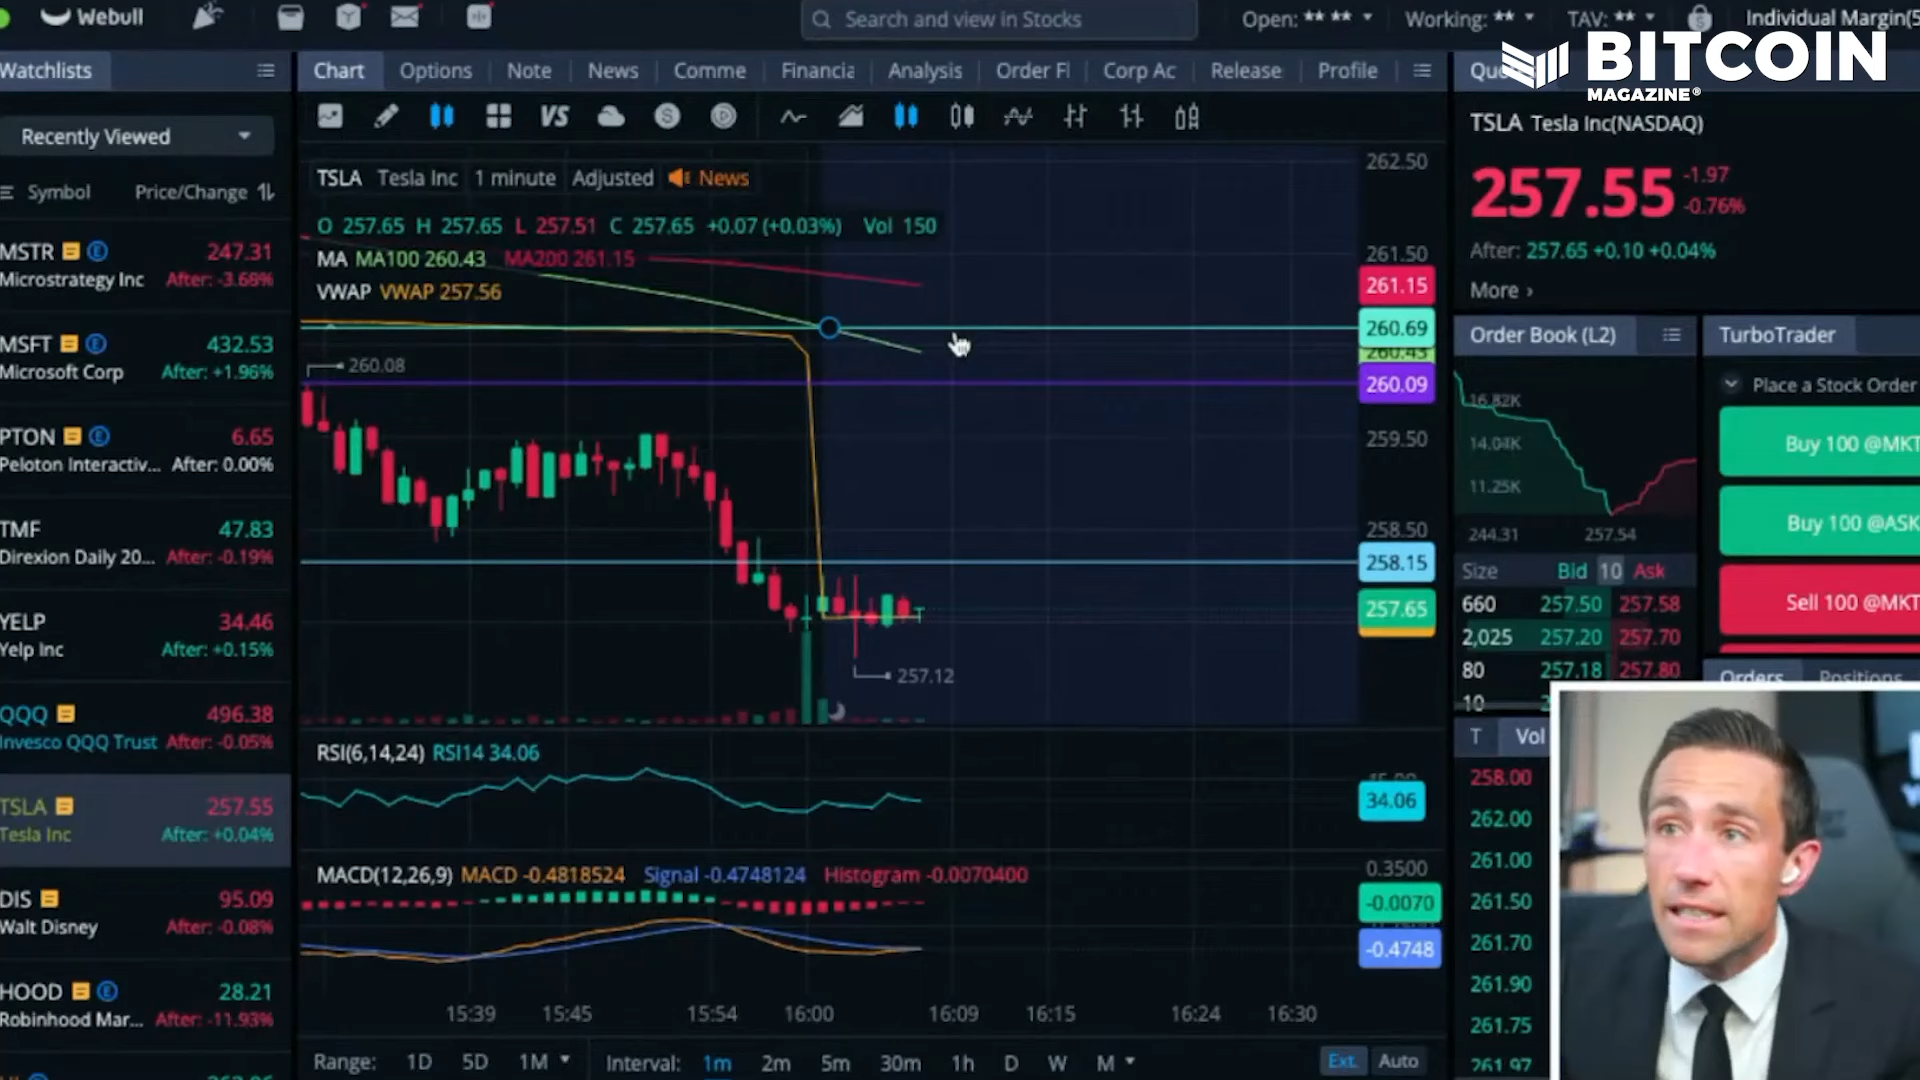 Webull
Search and view in Stocks
Open: ** **
Working: **
TAV: **
Individual Margin(5
BITCOIN
MAGAZINE®
Watchlists
Chart
Options
Note
News
Comme
Financia
Analysis
Order Fl
Corp Ac
Release
Profile
Recently Viewed
VS
Symbol
Price/Change
MSTR 247.31
Microstrategy Inc After: -3.69%
MSFT 432.53
Microsoft Corp After: +1.96%
PTON 6.65
Peloton Interactiv... After: 0.00%
TMF 47.83
Direxion Daily 20... After: -0.19%
YELP 34.46
Yelp Inc After: +0.15%
QQQ 496.38
Invesco QQQ Trust After: -0.05%
TSLA 257.55
Tesla Inc After: +0.04%
DIS 95.09
Walt Disney After: -0.08%
HOOD 28.21
Robinhood Mar... After: -11.93%
TSLA Tesla Inc 1 minute Adjusted News
O 257.65 H 257.65 L 257.51 C 257.65 +0.07 (+0.03%) Vol 150
MA MA100 260.43 MA200 261.15
VWAP VWAP 257.56
260.08
257.12
262.50
261.50
261.15
260.69
260.43
260.09
259.50
258.50
258.15
257.65
RSI(6,14,24) RSI14 34.06
34.06
MACD(12,26,9) MACD -0.4818524 Signal -0.4748124 Histogram -0.0070400
0.3500
-0.0070
-0.4748
15:39
15:45
15:54
16:00
16:09
16:15
16:24
16:30
Range: 1D 5D 1M
Interval: 1m 2m 5m 30m 1h D W M
Ext. Auto
TSLA Tesla Inc(NASDAQ)
257.55
-1.97
-0.76%
After: 257.65 +0.10 +0.04%
More ›
Order Book (L2)
TurboTrader
16.82K
14.04K
11.25K
244.31 257.54
Place a Stock Order
Buy 100 @MKT
Buy 100 @ASK
Sell 100 @MKT
Size Bid 10 Ask
660 257.50 257.58
2,025 257.20 257.70
80 257.18 257.80
10
Orders Positions
T Vol
258.00
262.00
261.00
261.50
261.70
261.90
261.75
261.97